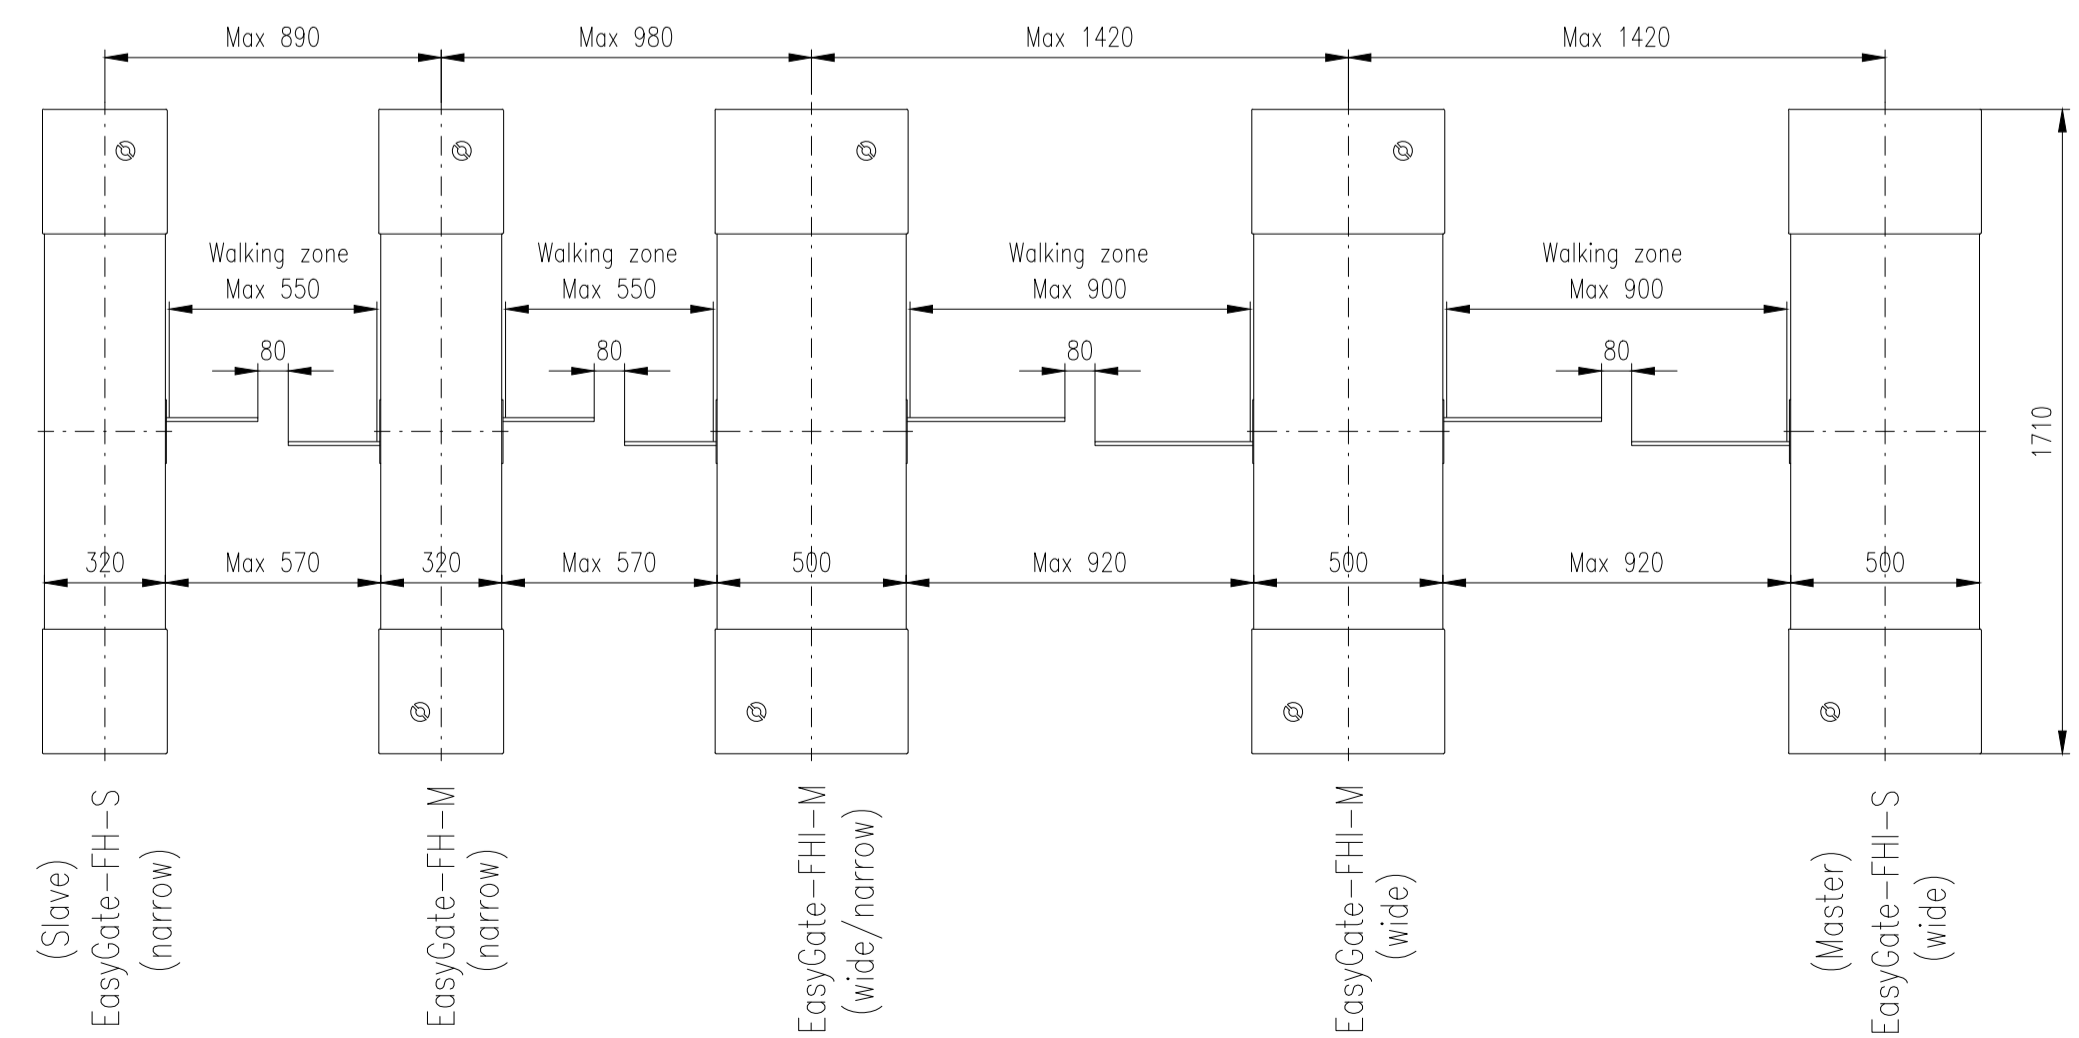 Max 890
Max 980
Max 1420
Max 1420
Walking zone
Max 550
Walking zone
Max 550
Walking zone
Max 900
Walking zone
Max 900
80
80
80
80
1710
320
Max 570
320
Max 570
500
Max 920
500
Max 920
500
(Slave)
EasyGate-FHI-S
(narrow)
EasyGate-FH-M
(narrow)
EasyGate-FHI-M
(wide/narrow)
EasyGate-FHI-M
(wide)
(Master)
EasyGate-FHI-S
(wide)